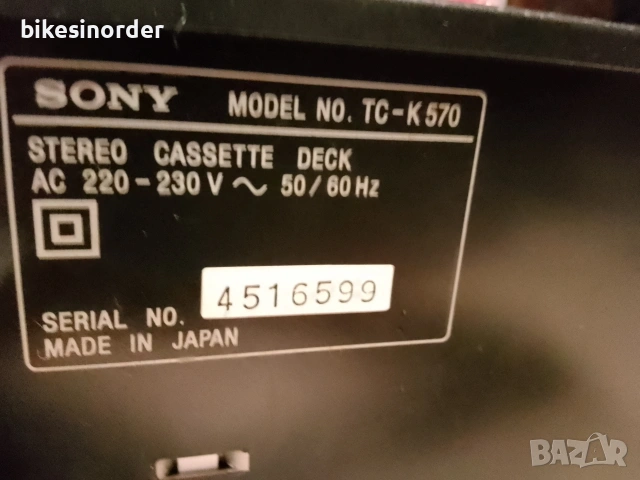 bikesinorder
SONY MODEL NO. TC-K570
STEREO CASSETTE DECK
AC 220-230V ~ 50/60Hz
4516599
SERIAL NO.
MADE IN JAPAN
BAZAR